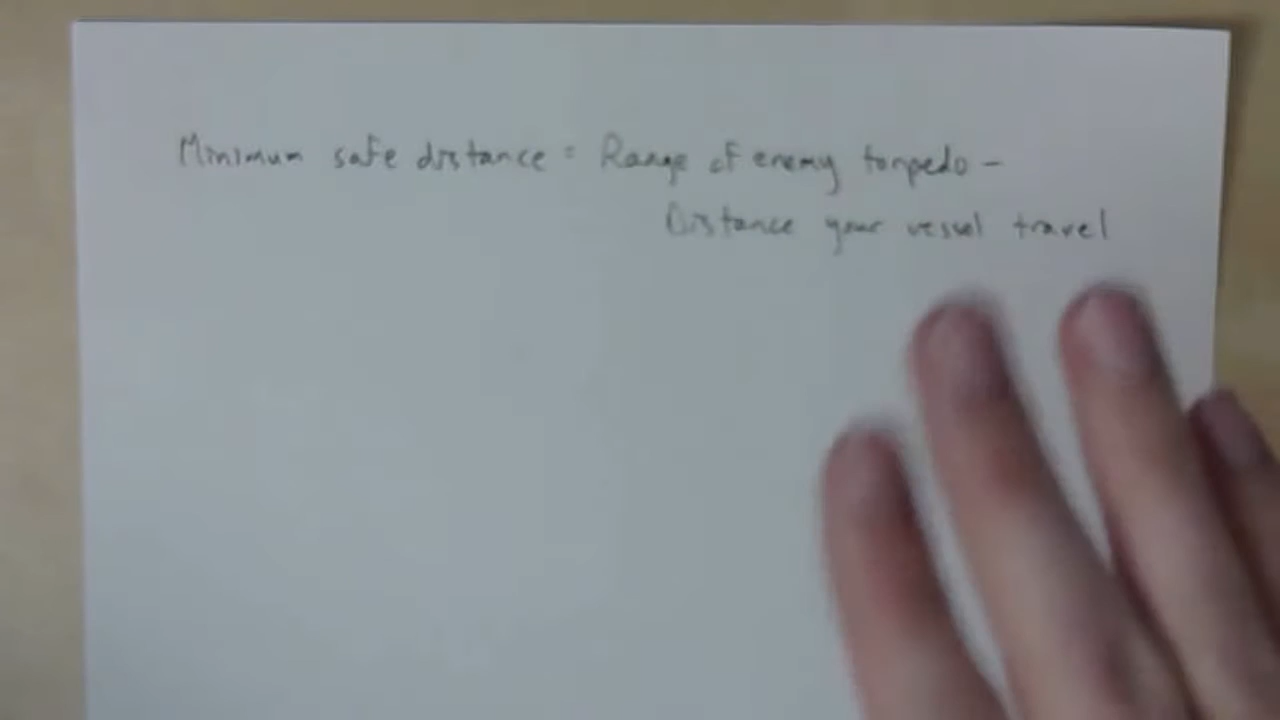 Minimum safe distance = Range of enemy torpedo -
Distance your vessel travel